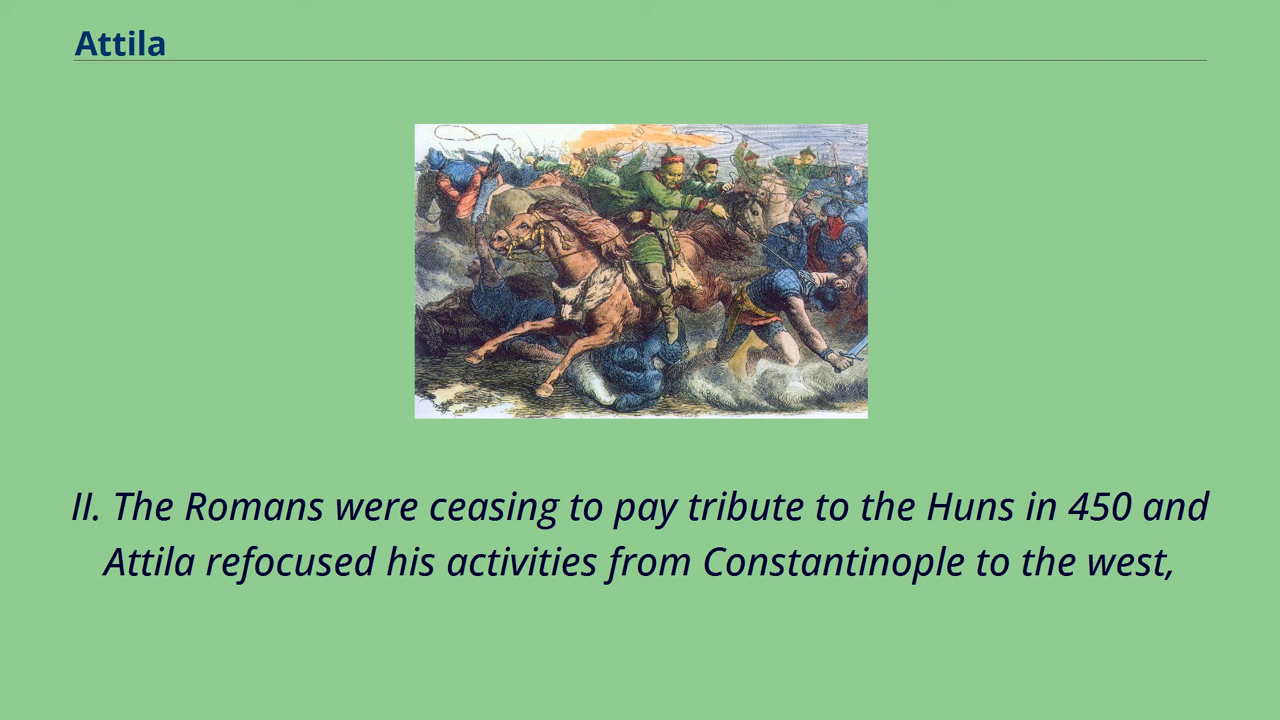 Attila
II. The Romans were ceasing to pay tribute to the Huns in 450 and
Attila refocused his activities from Constantinople to the west,